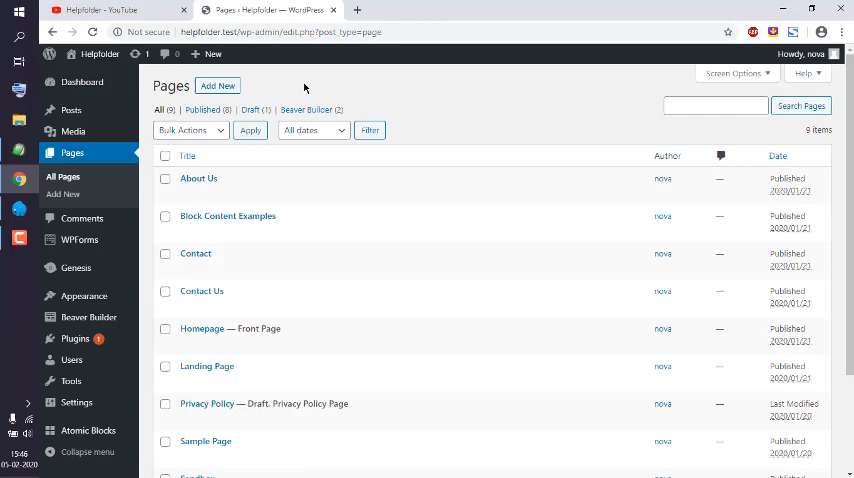 Helpfolder - YouTube
Pages ‹ Helpfolder — WordPress
Not secure | helpfolder.test/wp-admin/edit.php?post_type=page
ABP
Helpfolder 1 0 New
Howdy, nova
Dashboard
Posts
Media
Pages
All Pages
Add New
Comments
WPForms
Genesis
Appearance
Beaver Builder
Plugins 1
Users
Tools
Settings
Atomic Blocks
Collapse menu
Screen Options
Help
Pages
Add New
All (9) | Published (8) | Draft (1) | Beaver Builder (2)
Search Pages
Bulk Actions
Apply
All dates
Filter
9 items
Title
Author
Date
About Us
nova
—
Published
2020/01/21
Block Content Examples
nova
—
Published
2020/01/21
Contact
nova
—
Published
2020/01/21
Contact Us
nova
—
Published
2020/01/21
Homepage — Front Page
nova
—
Published
2020/01/21
Landing Page
nova
—
Published
2020/01/21
Privacy Policy — Draft, Privacy Policy Page
nova
—
Last Modified
2020/01/20
Sample Page
nova
—
Published
2020/01/20
15:46
05-02-2020